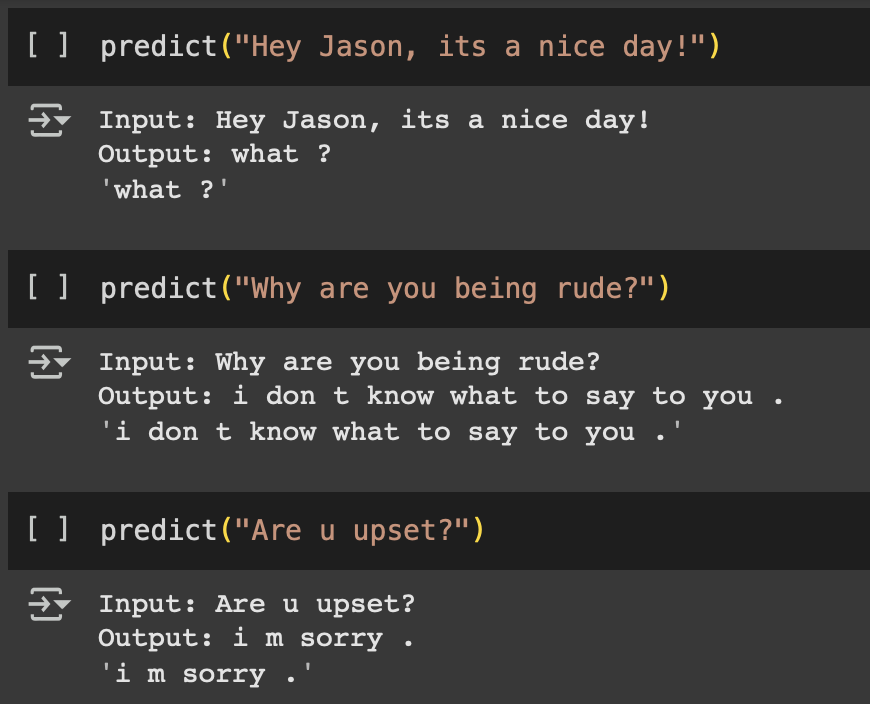 [ ] predict("Hey Jason, its a nice day!")
Input: Hey Jason, its a nice day!
Output: what ?
'what ?'
[ ] predict("Why are you being rude?")
Input: Why are you being rude?
Output: i don t know what to say to you .
'i don t know what to say to you .'
[ ] predict("Are u upset?")
Input: Are u upset?
Output: i m sorry .
'i m sorry .'